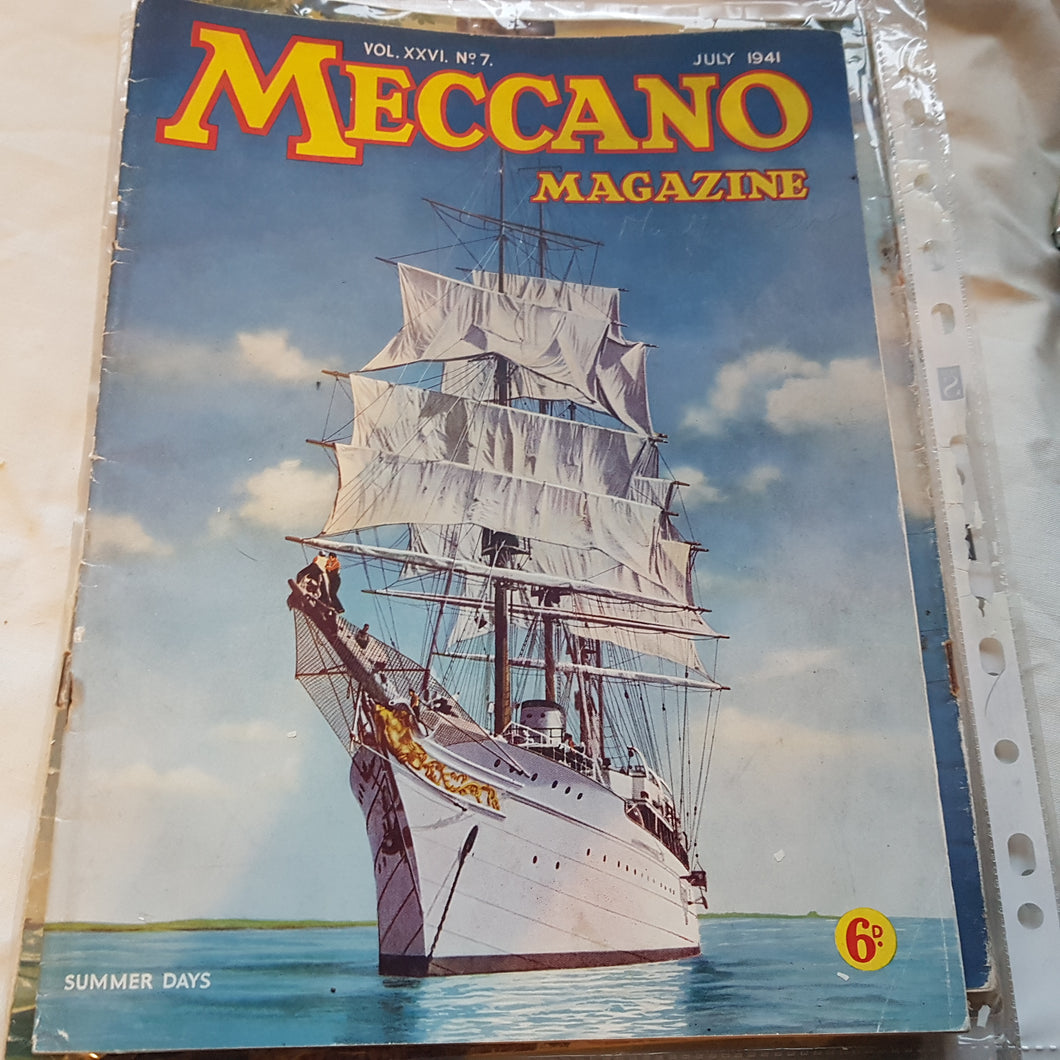 VOL. XXVI. Nº 7.
JULY 1941
MECCANO
MAGAZINE
6D.
SUMMER DAYS